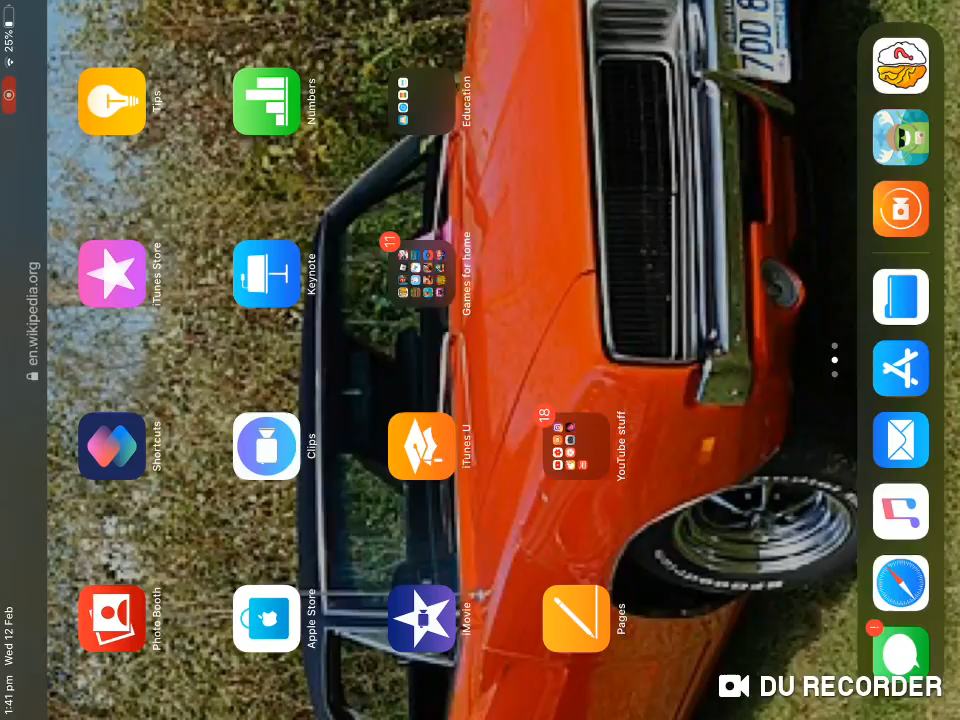 1:41 pm Wed 12 Feb 25%
en.wikipedia.org
Photo Booth Shortcuts iTunes Store Tips
Apple Store Clips Keynote Numbers
11
iMovie iTunes U Games for home Education
18
Pages YouTube stuff
DU RECORDER